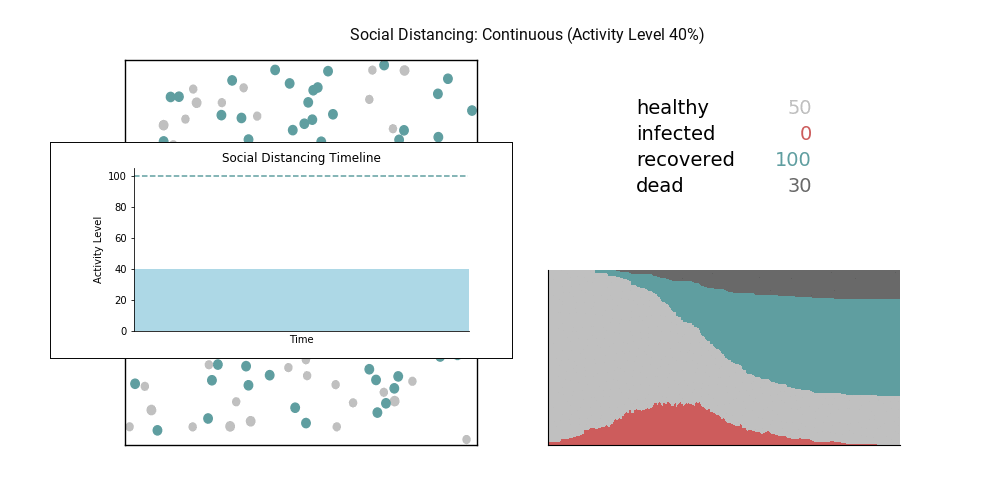 Social Distancing: Continuous (Activity Level 40%)
healthy 50
infected 0
recovered 100
dead 30
Social Distancing Timeline
100
80
60
40
20
0
Activity Level
Time